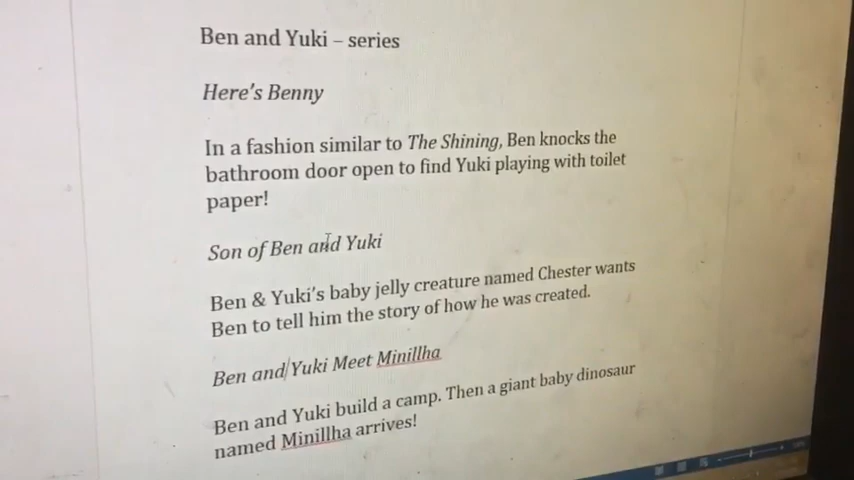 Ben and Yuki – series
Here's Benny
In a fashion similar to The Shining, Ben knocks the
bathroom door open to find Yuki playing with toilet
paper!
Son of Ben and Yuki
Ben & Yuki's baby jelly creature named Chester wants
Ben to tell him the story of how he was created.
Ben and Yuki Meet Minillha
Ben and Yuki build a camp. Then a giant baby dinosaur
named Minillha arrives!